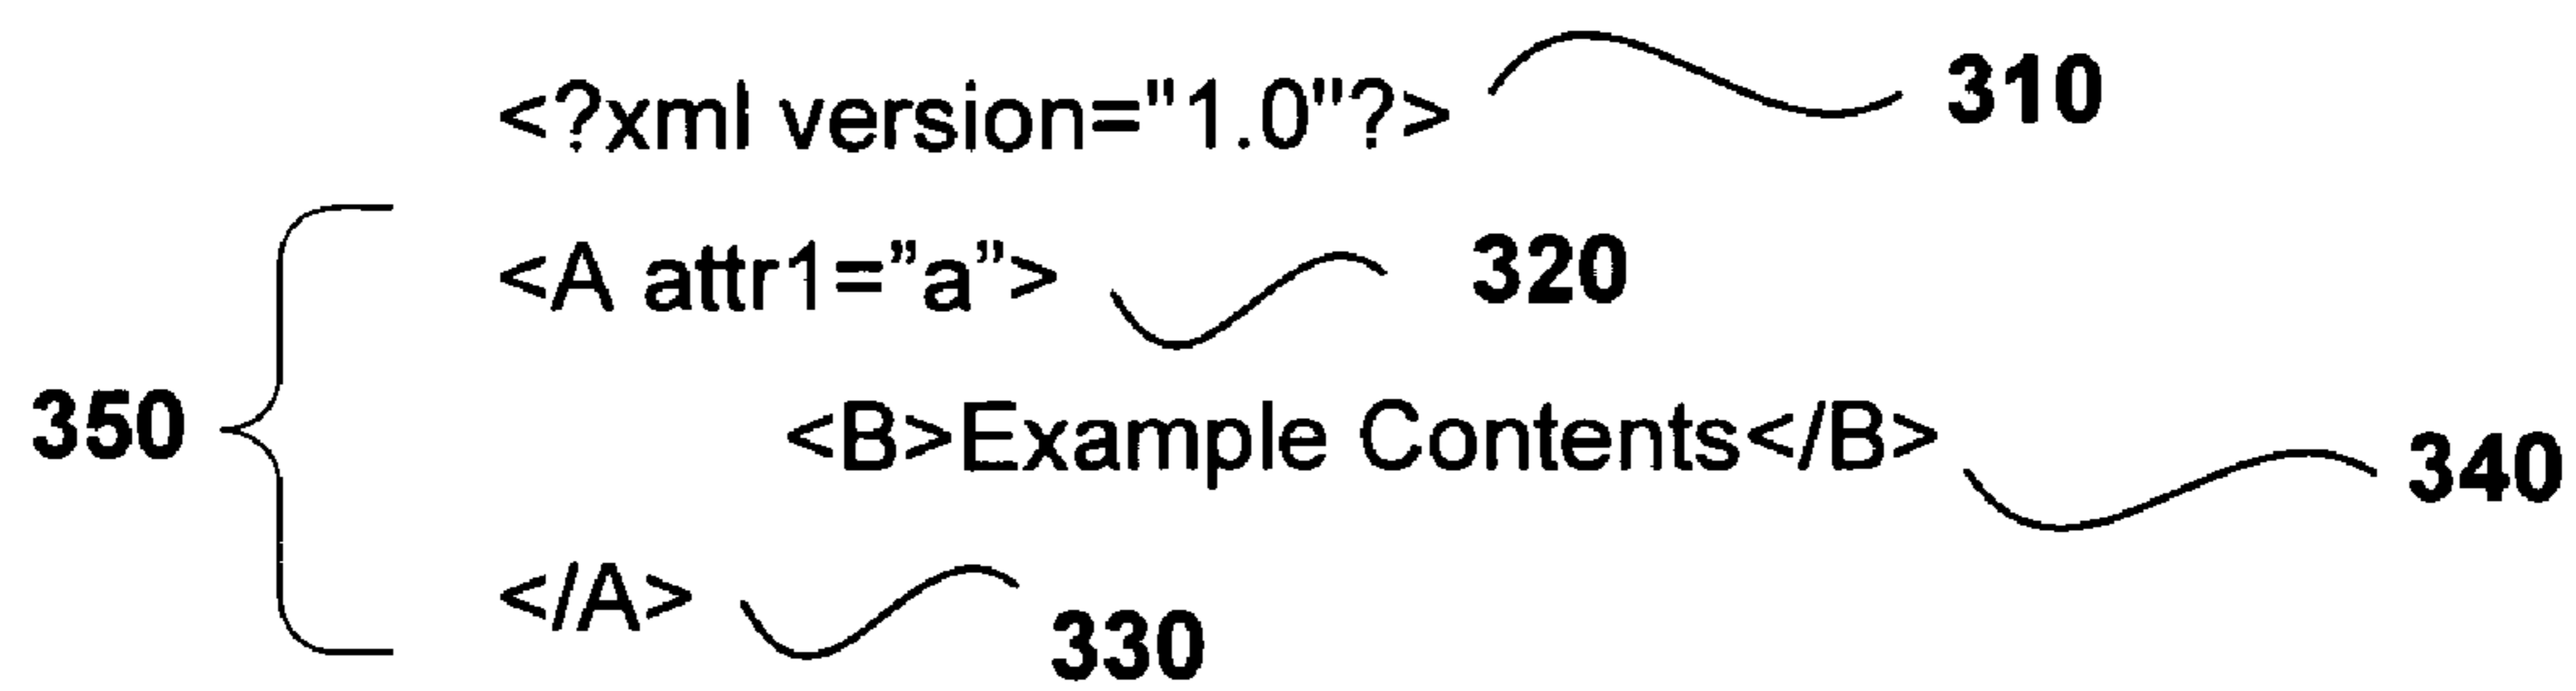 <?xml version="1.0"?> 310
<A attr1=”a”> 320
350
<B>Example Contents</B> 340
</A> 330